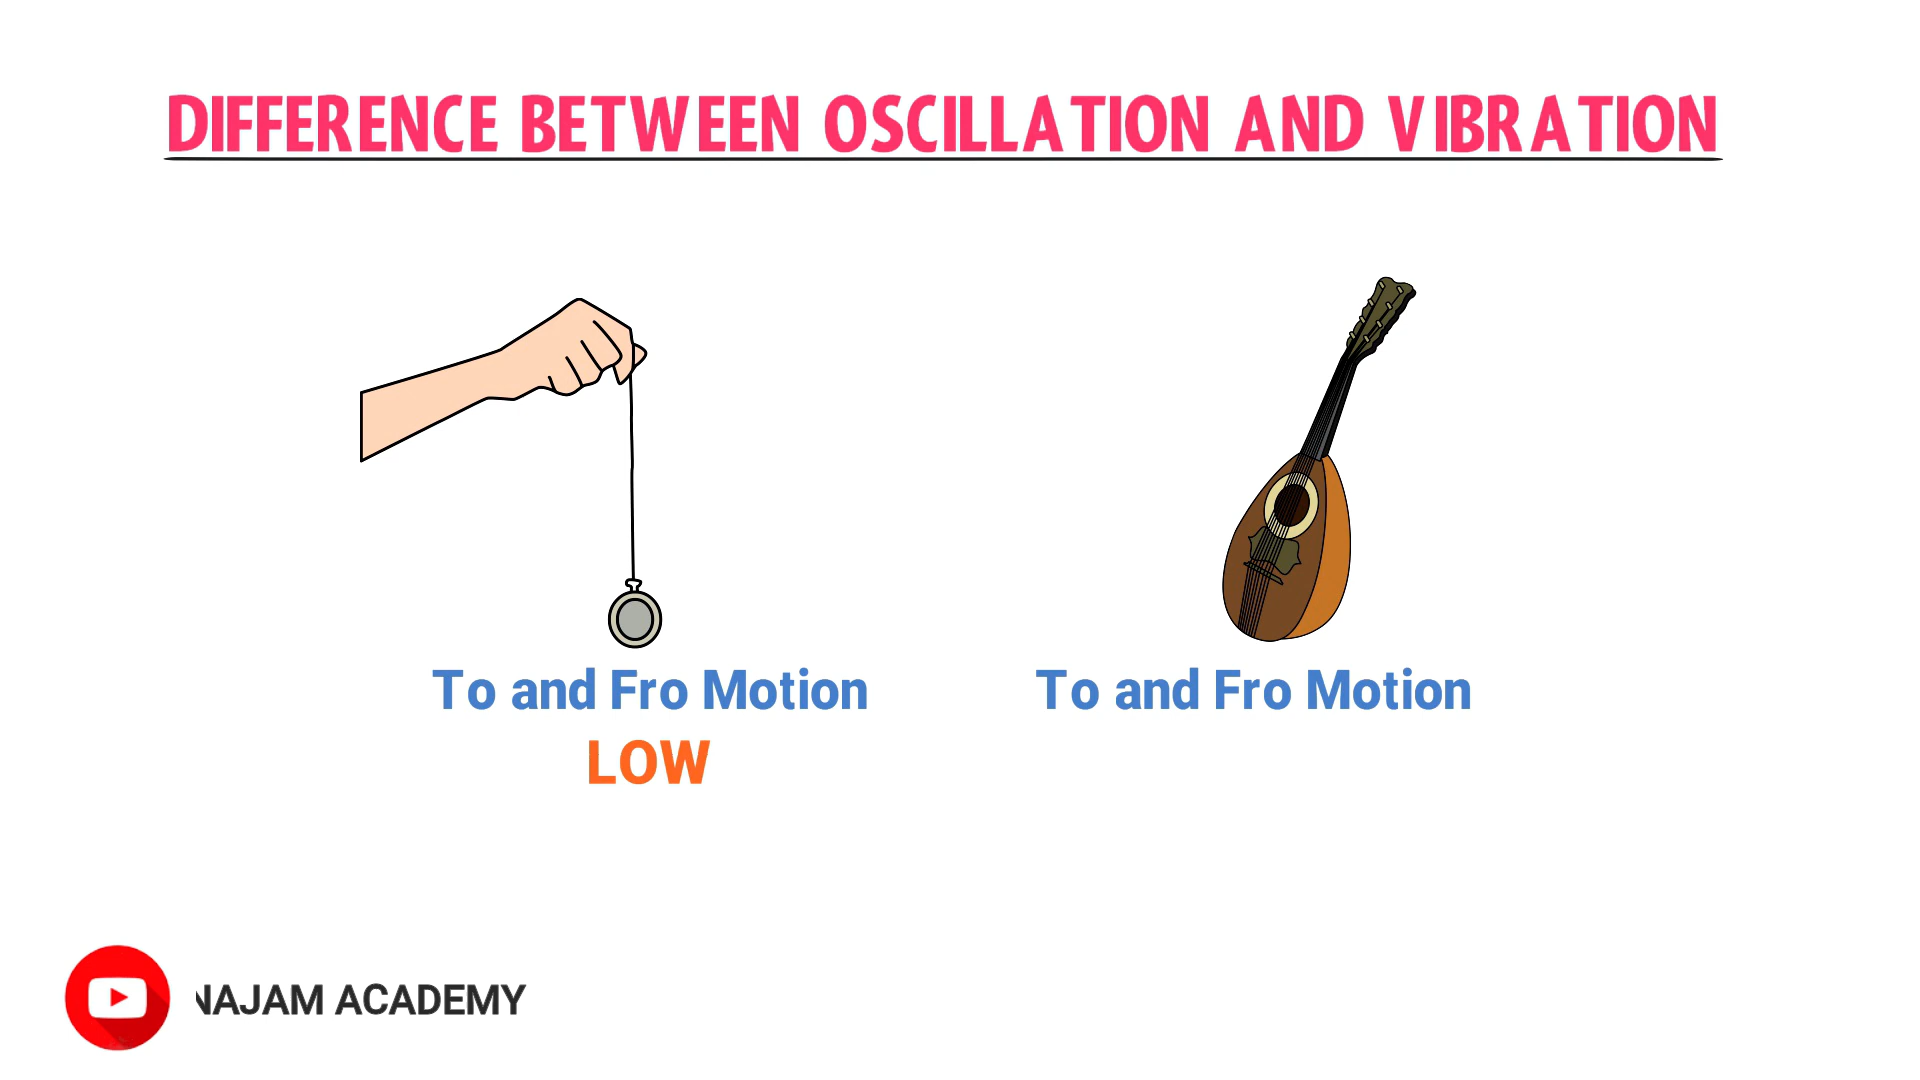 DIFFERENCE BETWEEN OSCILLATION AND VIBRATION
To and Fro Motion
To and Fro Motion
LOW
NAJAM ACADEMY